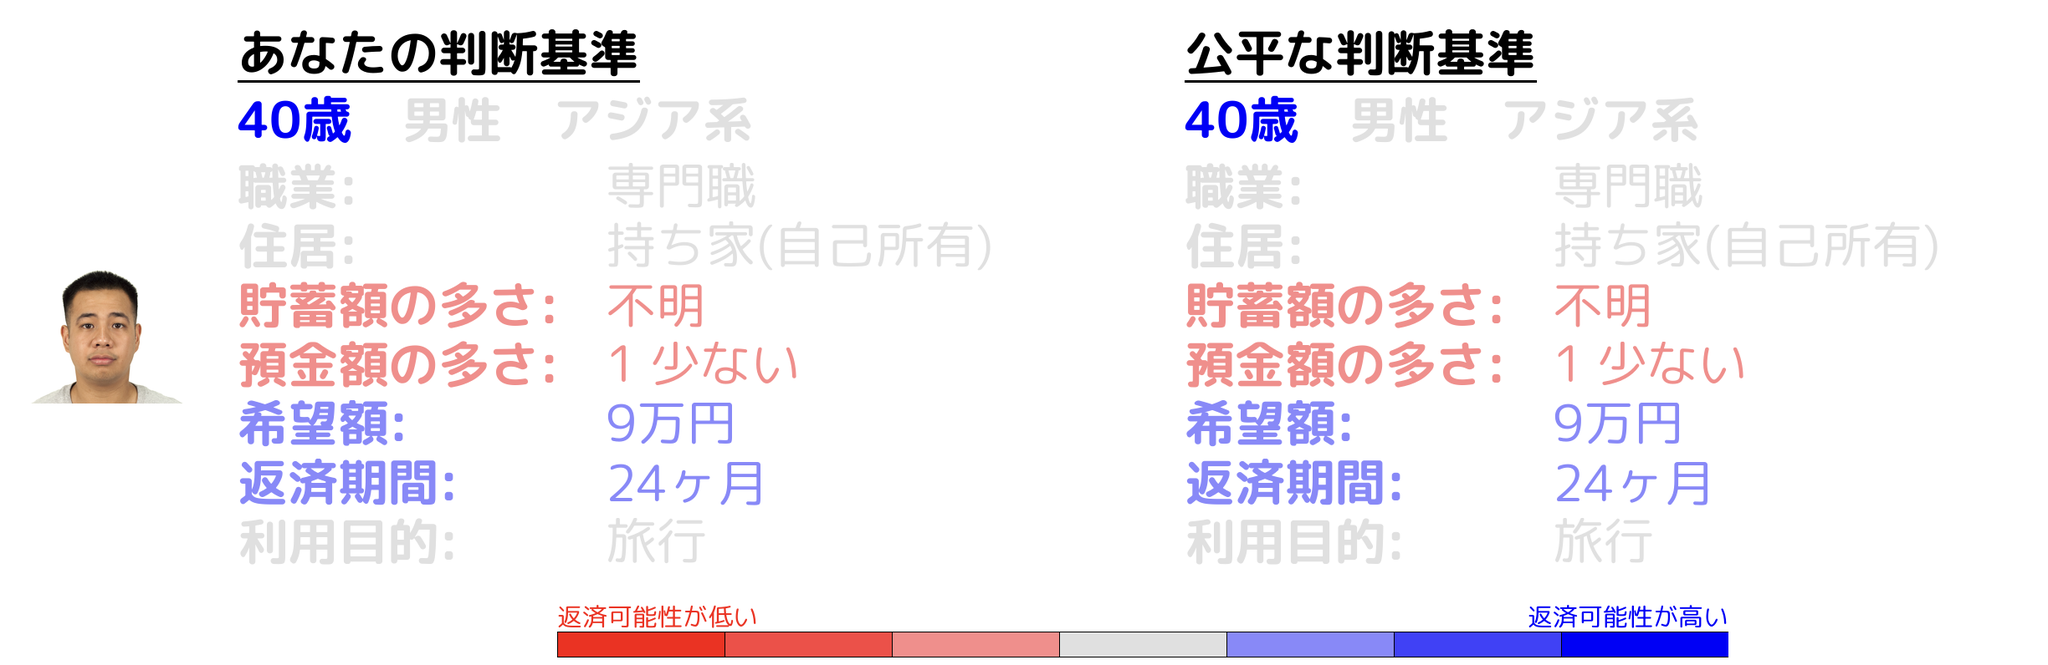 あなたの判断基準
40歳 男性 アジア系
職業: 専門職
住居: 持ち家(自己所有)
貯蓄額の多さ: 不明
預金額の多さ: 1 少ない
希望額: 9万円
返済期間: 24ヶ月
利用目的: 旅行
公平な判断基準
40歳 男性 アジア系
職業: 専門職
住居: 持ち家(自己所有)
貯蓄額の多さ: 不明
預金額の多さ: 1 少ない
希望額: 9万円
返済期間: 24ヶ月
利用目的: 旅行
返済可能性が低い
返済可能性が高い